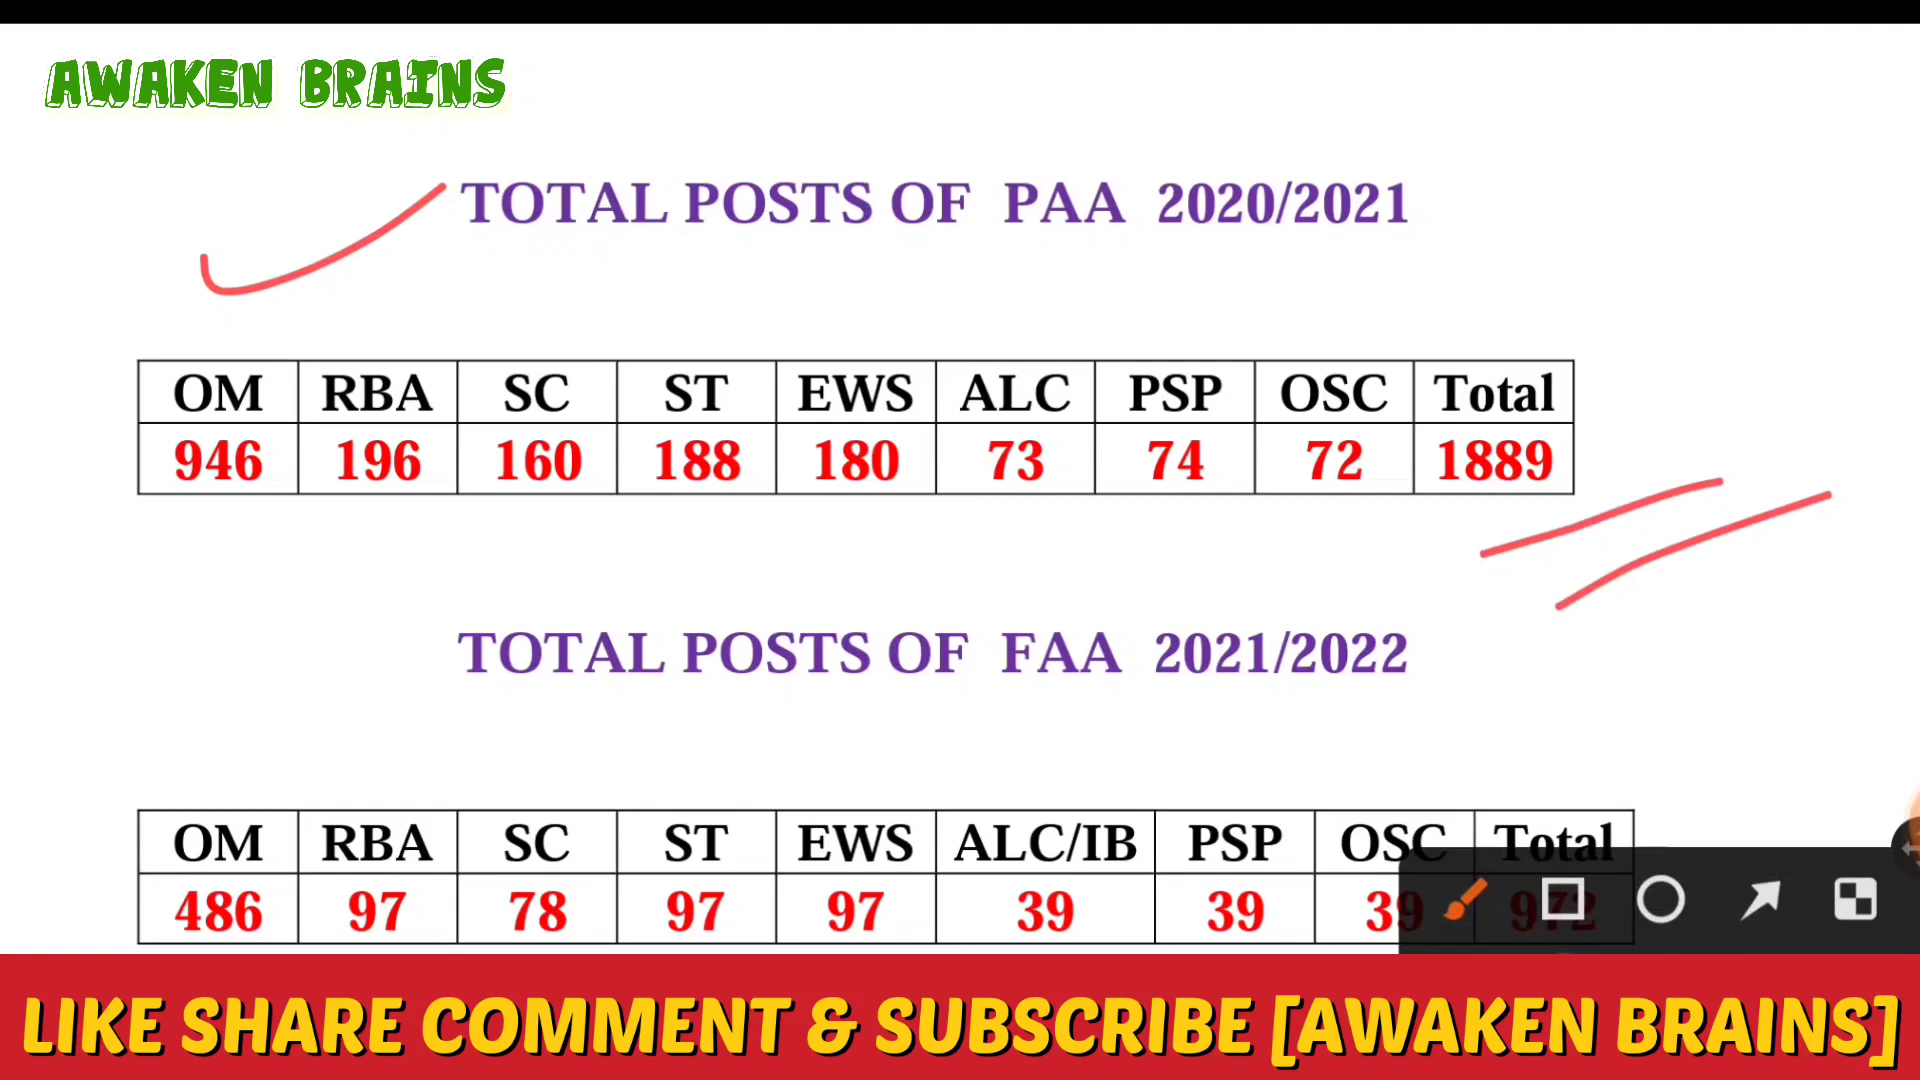 AWAKEN BRAINS
TOTAL POSTS OF PAA 2020/2021
OM RBA SC ST EWS ALC PSP OSC Total
946 196 160 188 180 73 74 72 1889
TOTAL POSTS OF FAA 2021/2022
OM RBA SC ST EWS ALC/IB PSP OSC Total
486 97 78 97 97 39 39 39 972
LIKE SHARE COMMENT & SUBSCRIBE [AWAKEN BRAINS]